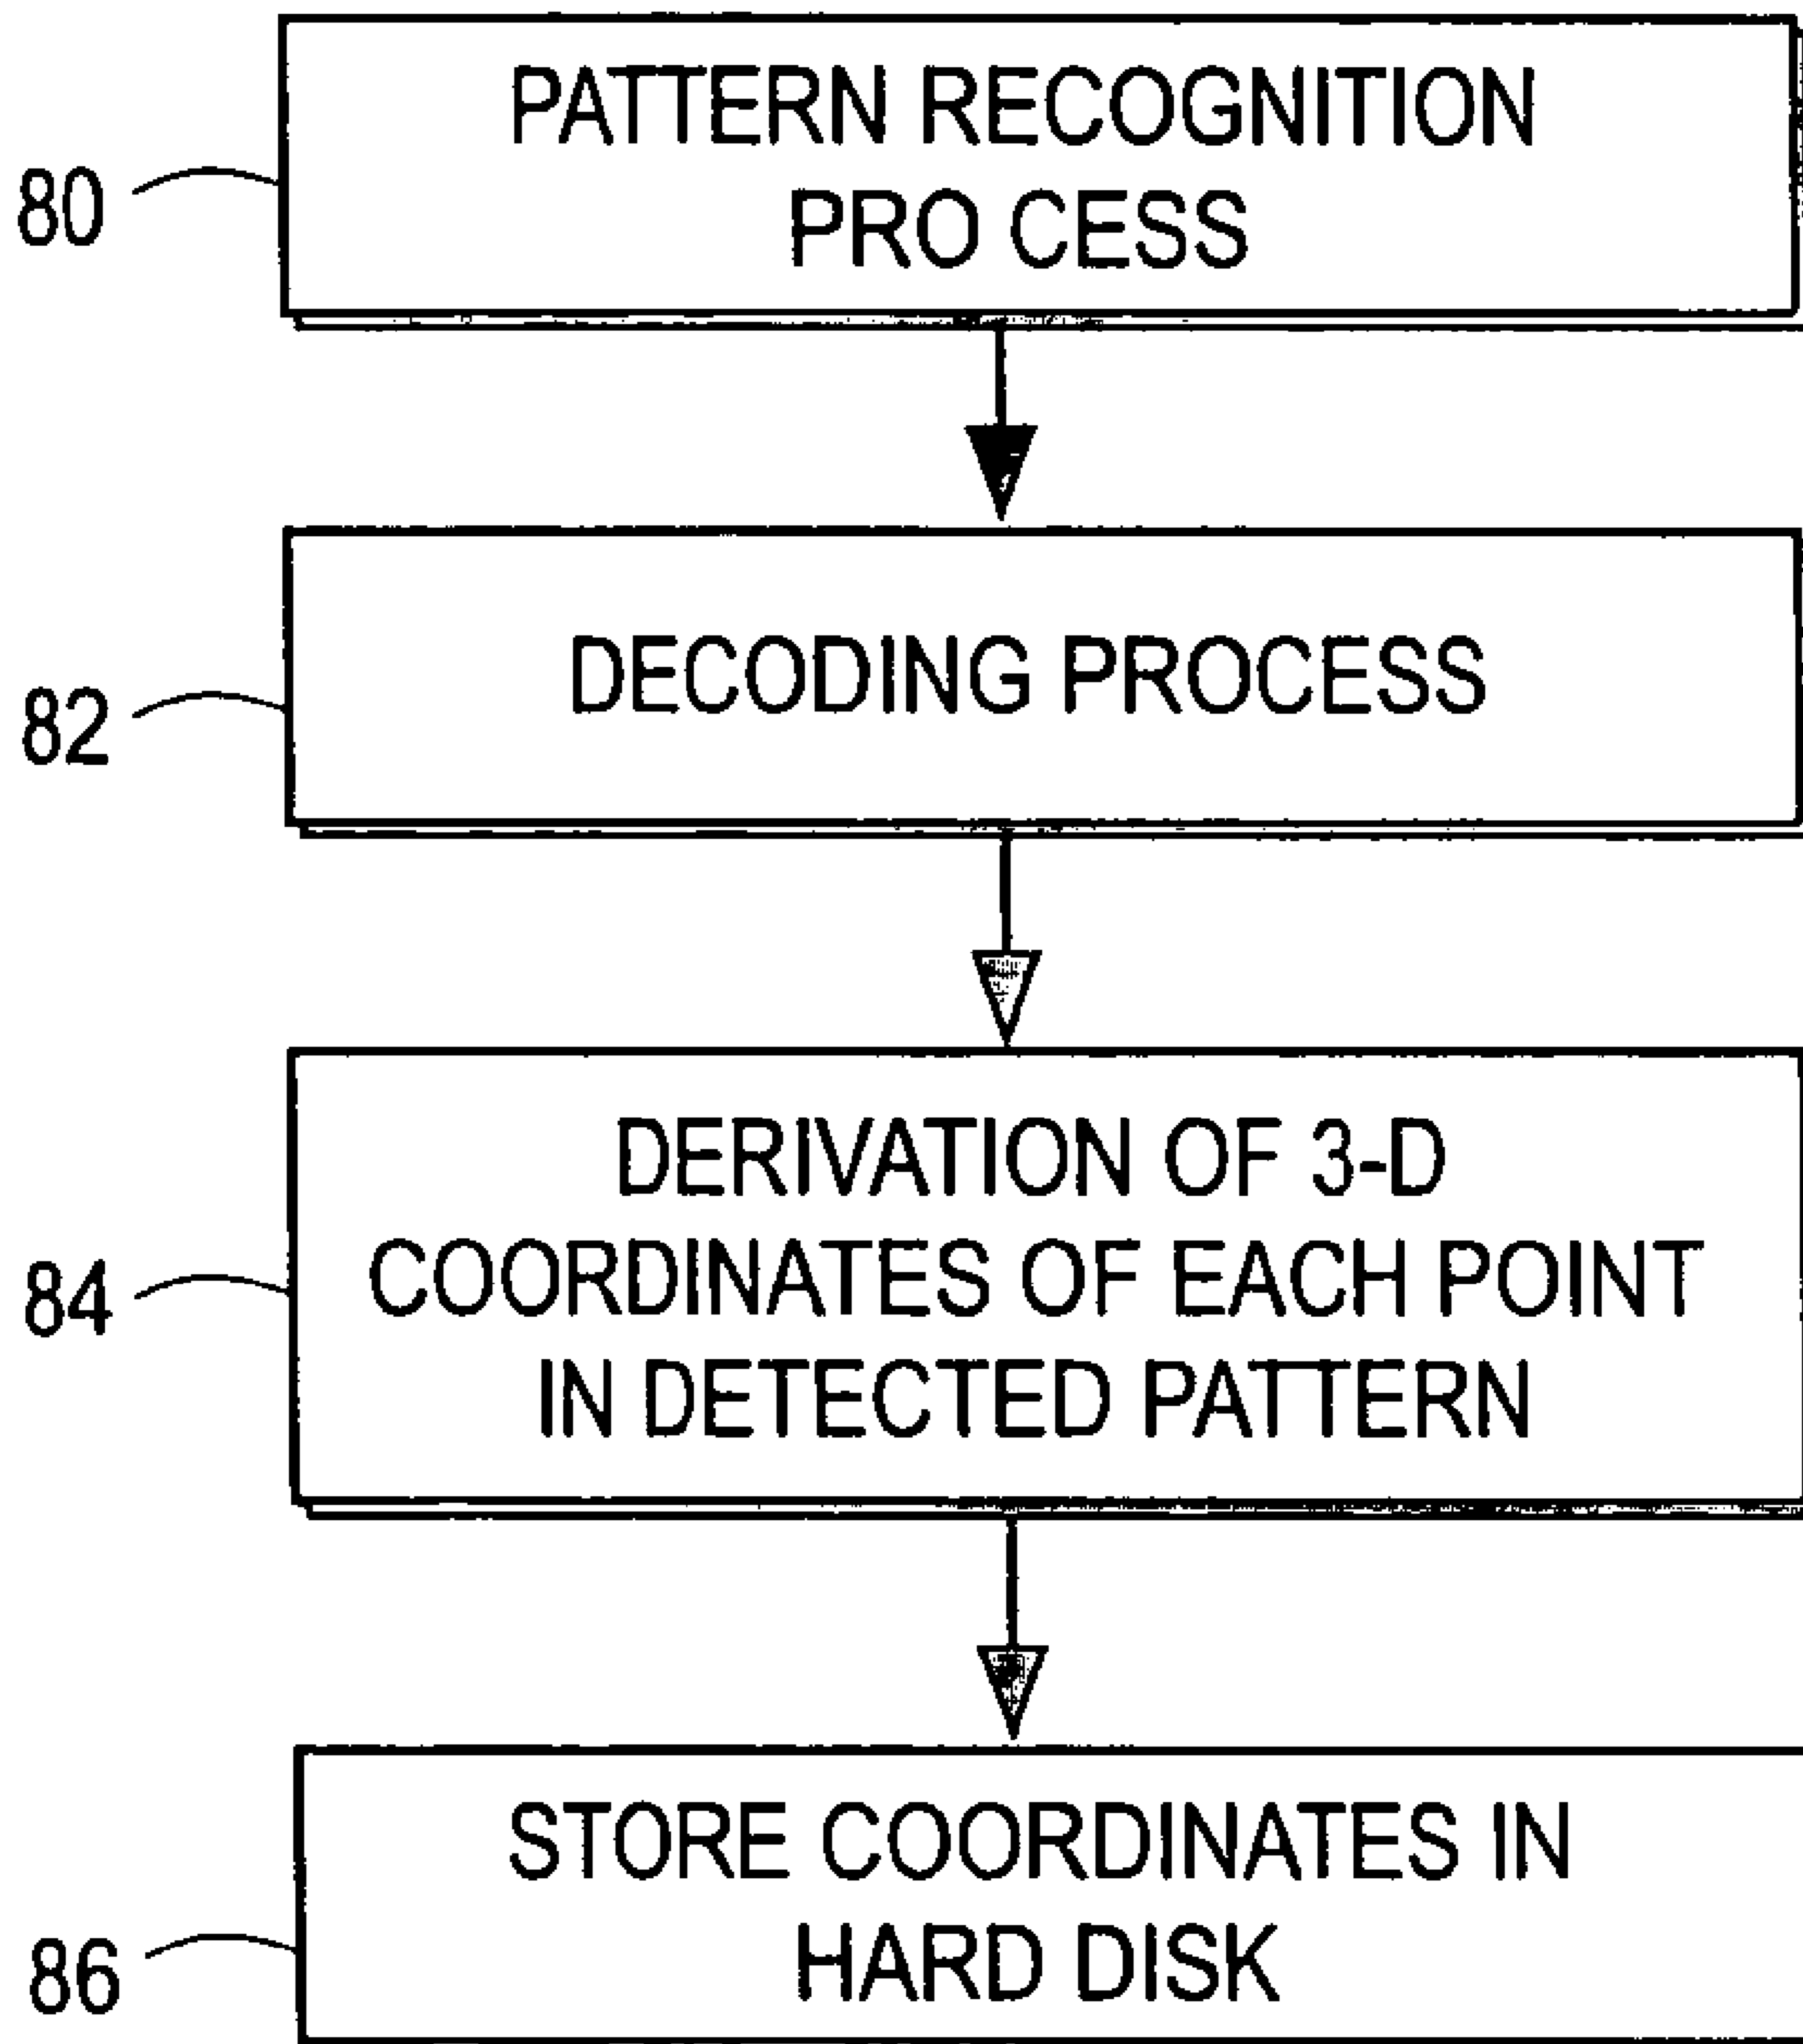 PATTERN RECOGNITION
80
PRO CESS
DECODING PROCESS
82
DERIVATION OF 3-D
COORDINATES OF EACH POINT
84
IN DETECTED PATTERN
STORE COORDINATES IN
HARD DISK
86